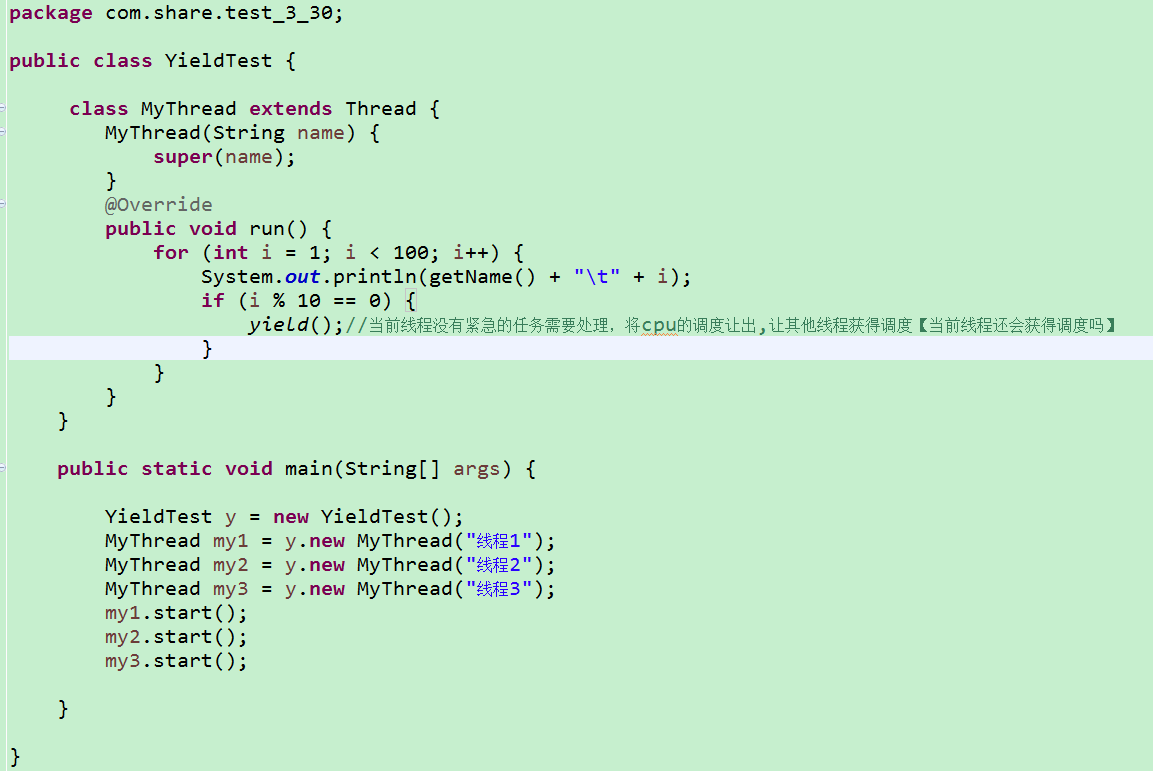 package com.share.test_3_30;
public class YieldTest {
class MyThread extends Thread {
MyThread(String name) {
super(name);
}
@Override
public void run() {
for (int i = 1; i < 100; i++) {
System.out.println(getName() + "\t" + i);
if (i % 10 == 0) {
yield();//当前线程没有紧急的任务需要处理，将cpu的调度让出,让其他线程获得调度【当前线程还会获得调度吗】
}
}
}
}
public static void main(String[] args) {
YieldTest y = new YieldTest();
MyThread my1 = y.new MyThread("线程1");
MyThread my2 = y.new MyThread("线程2");
MyThread my3 = y.new MyThread("线程3");
my1.start();
my2.start();
my3.start();
}
}